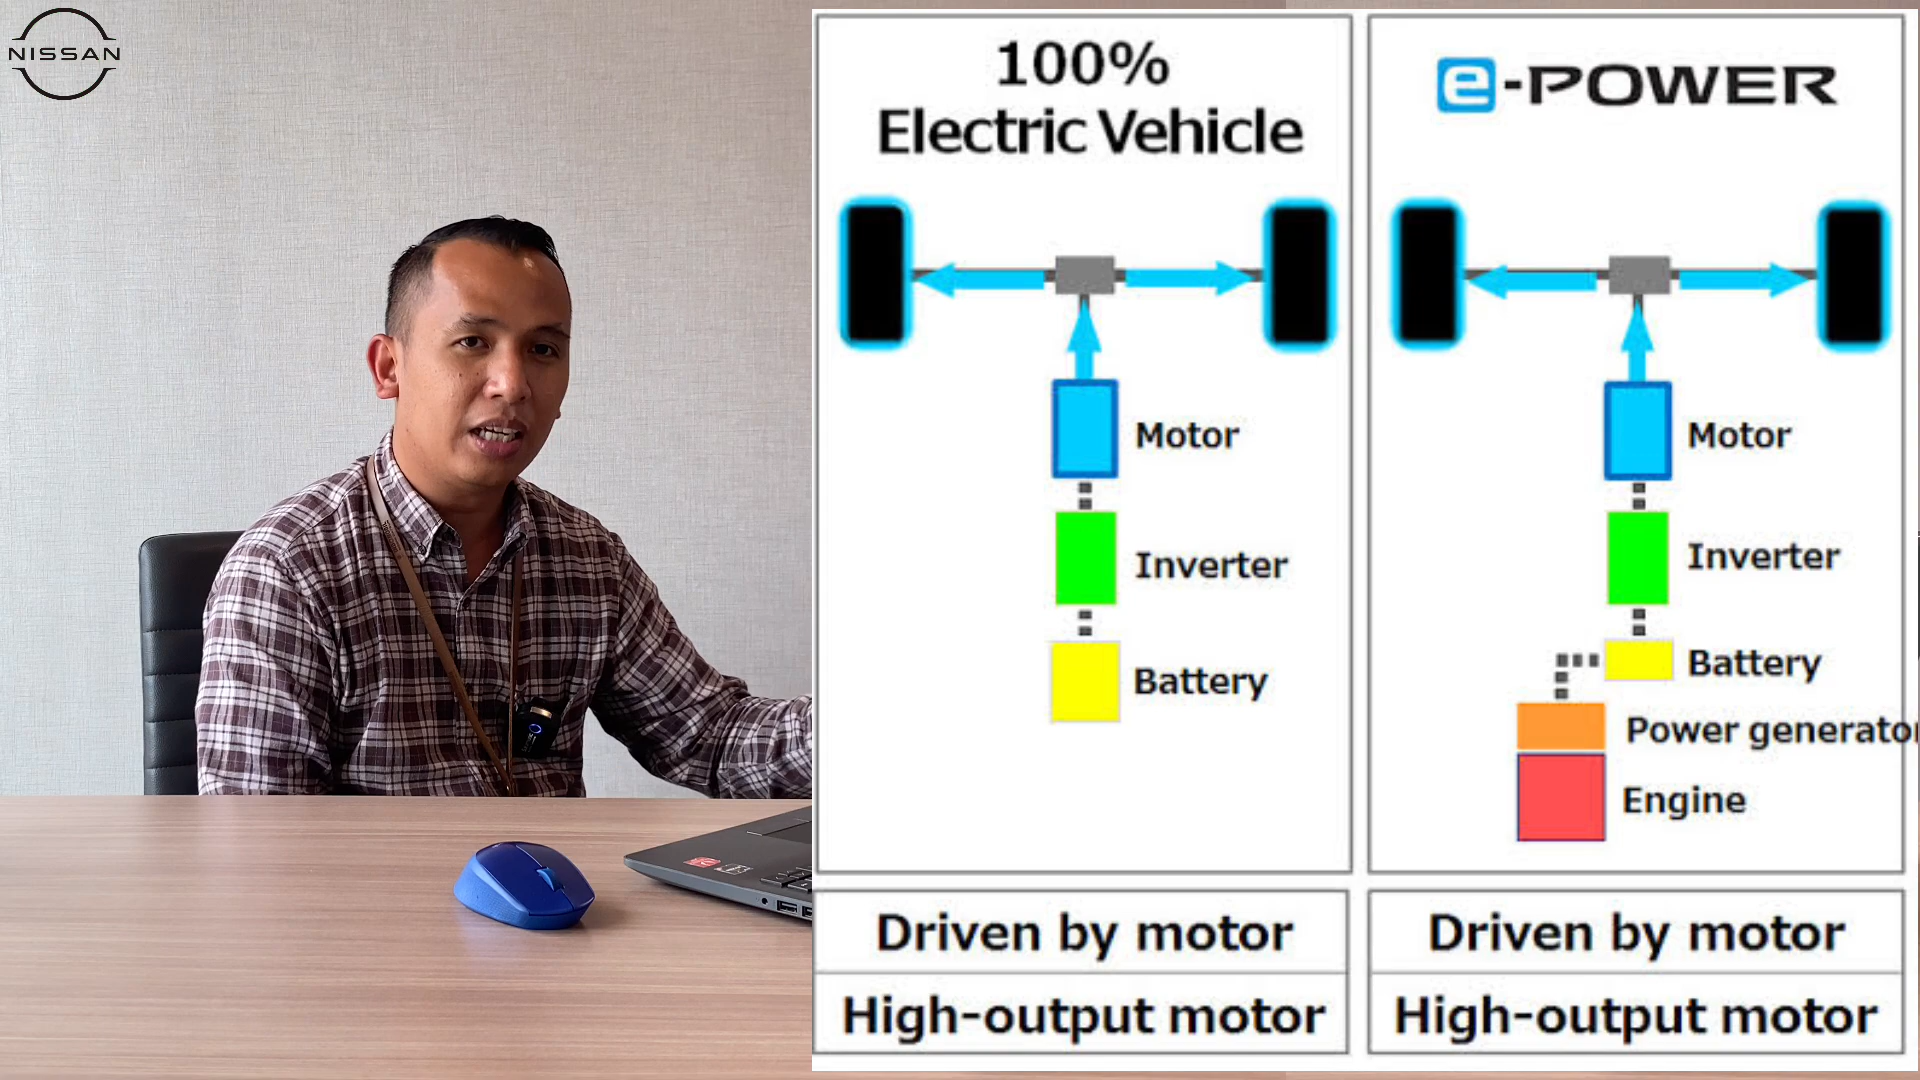 NISSAN
100%
Electric Vehicle
Motor
Inverter
Battery
Driven by motor
High-output motor
e-POWER
Motor
Inverter
Battery
Power generator
Engine
Driven by motor
High-output motor